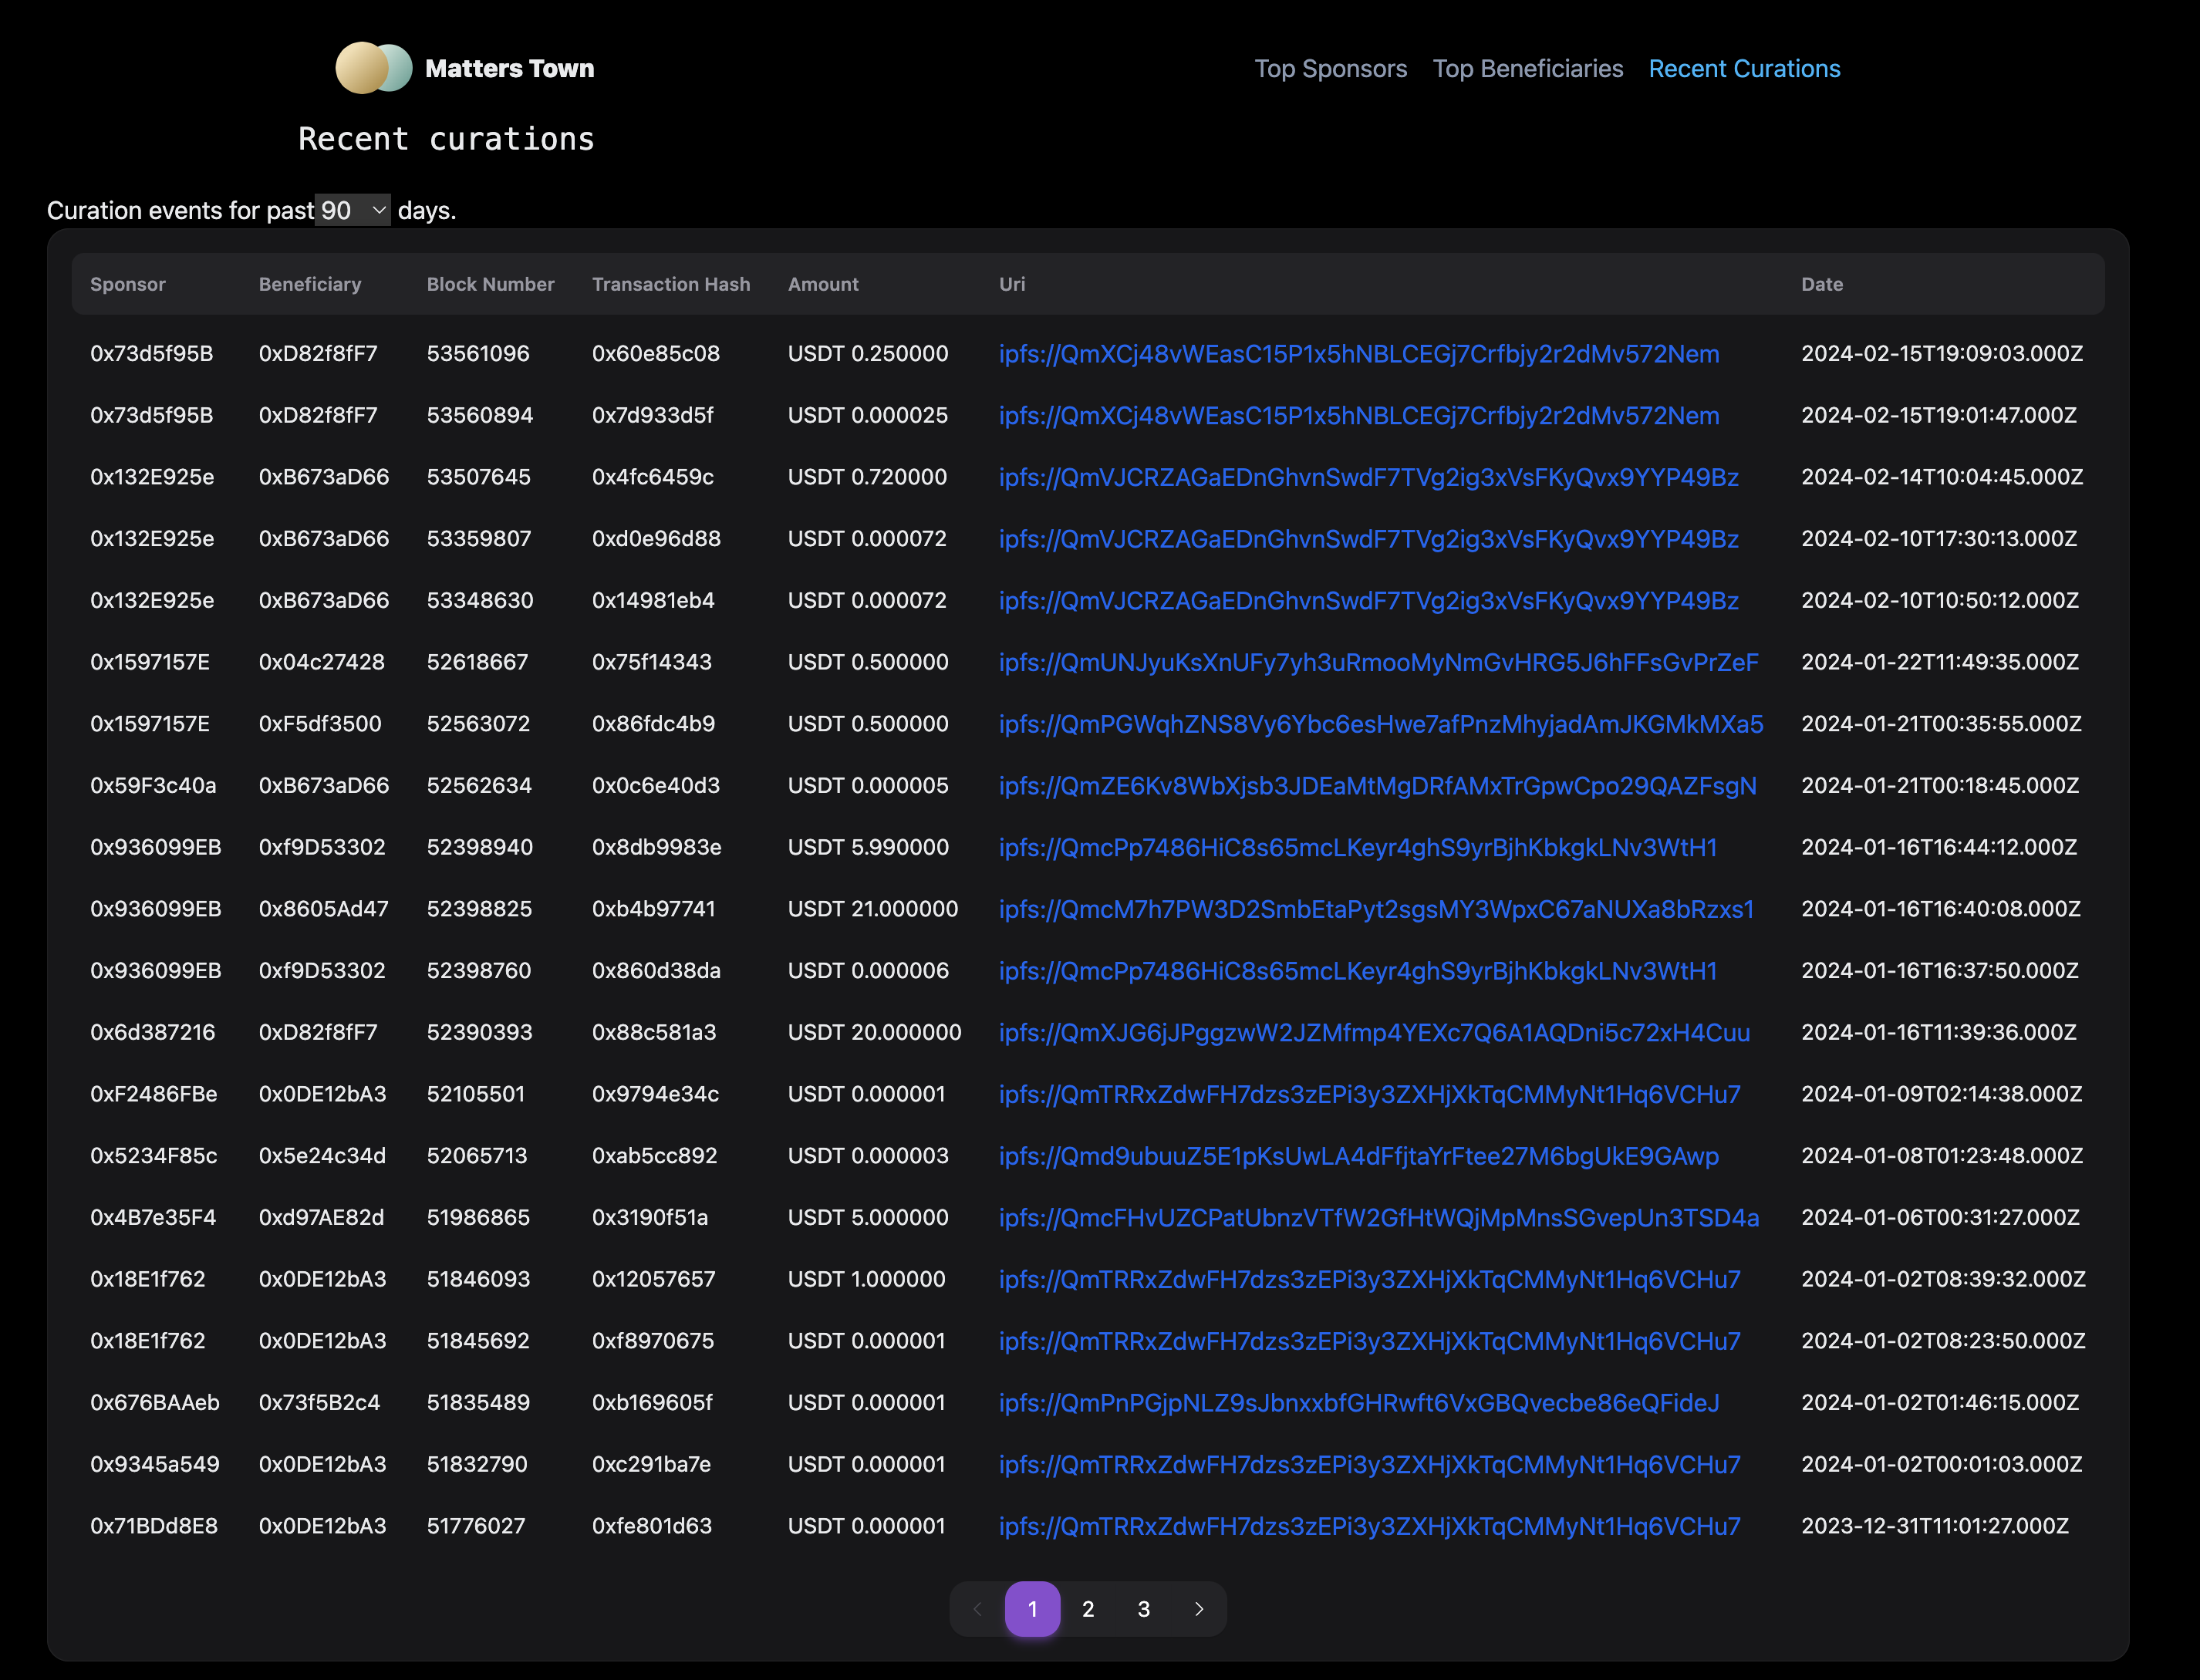 Matters Town
Top Sponsors Top Beneficiaries Recent Curations
Recent curations
Curation events for past 90 days.
Sponsor Beneficiary Block Number Transaction Hash Amount Uri Date
0x73d5f95B 0xD82f8fF7 53561096 0x60e85c08 USDT 0.250000 ipfs://QmXCj48vWEasC15P1x5hNBLCEGj7Crfbjy2r2dMv572Nem 2024-02-15T19:09:03.000Z
0x73d5f95B 0xD82f8fF7 53560894 0x7d933d5f USDT 0.000025 ipfs://QmXCj48vWEasC15P1x5hNBLCEGj7Crfbjy2r2dMv572Nem 2024-02-15T19:01:47.000Z
0x132E925e 0xB673aD66 53507645 0x4fc6459c USDT 0.720000 ipfs://QmVJCRZAGaEDnGhvnSwdF7TVg2ig3xVsFKyQvx9YYP49Bz 2024-02-14T10:04:45.000Z
0x132E925e 0xB673aD66 53359807 0xd0e96d88 USDT 0.000072 ipfs://QmVJCRZAGaEDnGhvnSwdF7TVg2ig3xVsFKyQvx9YYP49Bz 2024-02-10T17:30:13.000Z
0x132E925e 0xB673aD66 53348630 0x14981eb4 USDT 0.000072 ipfs://QmVJCRZAGaEDnGhvnSwdF7TVg2ig3xVsFKyQvx9YYP49Bz 2024-02-10T10:50:12.000Z
0x1597157E 0x04c27428 52618667 0x75f14343 USDT 0.500000 ipfs://QmUNJyuKsXnUFy7yh3uRmooMyNmGvHRG5J6hFFsGvPrZeF 2024-01-22T11:49:35.000Z
0x1597157E 0xF5df3500 52563072 0x86fdc4b9 USDT 0.500000 ipfs://QmPGWqhZNS8Vy6Ybc6esHwe7afPnzMhyjadAmJKGMkMXa5 2024-01-21T00:35:55.000Z
0x59F3c40a 0xB673aD66 52562634 0x0c6e40d3 USDT 0.000005 ipfs://QmZE6Kv8WbXjsb3JDEaMtMgDRfAMxTrGpwCpo29QAZFsgN 2024-01-21T00:18:45.000Z
0x936099EB 0xf9D53302 52398940 0x8db9983e USDT 5.990000 ipfs://QmcPp7486HiC8s65mcLKeyr4ghS9yrBjhKbkgkLNv3WtH1 2024-01-16T16:44:12.000Z
0x936099EB 0x8605Ad47 52398825 0xb4b97741 USDT 21.000000 ipfs://QmcM7h7PW3D2SmbEtaPyt2sgsMY3WpxC67aNUXa8bRzxs1 2024-01-16T16:40:08.000Z
0x936099EB 0xf9D53302 52398760 0x860d38da USDT 0.000006 ipfs://QmcPp7486HiC8s65mcLKeyr4ghS9yrBjhKbkgkLNv3WtH1 2024-01-16T16:37:50.000Z
0x6d387216 0xD82f8fF7 52390393 0x88c581a3 USDT 20.000000 ipfs://QmXJG6jJPggzwW2JZMfmp4YEXc7Q6A1AQDni5c72xH4Cuu 2024-01-16T11:39:36.000Z
0xF2486FBe 0x0DE12bA3 52105501 0x9794e34c USDT 0.000001 ipfs://QmTRRxZdwFH7dzs3zEPi3y3ZXHjXkTqCMMyNt1Hq6VCHu7 2024-01-09T02:14:38.000Z
0x5234F85c 0x5e24c34d 52065713 0xab5cc892 USDT 0.000003 ipfs://Qmd9ubuuZ5E1pKsUwLA4dFfjtaYrFtee27M6bgUkE9GAwp 2024-01-08T01:23:48.000Z
0x4B7e35F4 0xd97AE82d 51986865 0x3190f51a USDT 5.000000 ipfs://QmcFHvUZCPatUbnzVTfW2GfHtWQjMpMnsSGvepUn3TSD4a 2024-01-06T00:31:27.000Z
0x18E1f762 0x0DE12bA3 51846093 0x12057657 USDT 1.000000 ipfs://QmTRRxZdwFH7dzs3zEPi3y3ZXHjXkTqCMMyNt1Hq6VCHu7 2024-01-02T08:39:32.000Z
0x18E1f762 0x0DE12bA3 51845692 0xf8970675 USDT 0.000001 ipfs://QmTRRxZdwFH7dzs3zEPi3y3ZXHjXkTqCMMyNt1Hq6VCHu7 2024-01-02T08:23:50.000Z
0x676BAAeb 0x73f5B2c4 51835489 0xb169605f USDT 0.000001 ipfs://QmPnPGjpNLZ9sJbnxxbfGHRwft6VxGBQvecbe86eQFideJ 2024-01-02T01:46:15.000Z
0x9345a549 0x0DE12bA3 51832790 0xc291ba7e USDT 0.000001 ipfs://QmTRRxZdwFH7dzs3zEPi3y3ZXHjXkTqCMMyNt1Hq6VCHu7 2024-01-02T00:01:03.000Z
0x71BDd8E8 0x0DE12bA3 51776027 0xfe801d63 USDT 0.000001 ipfs://QmTRRxZdwFH7dzs3zEPi3y3ZXHjXkTqCMMyNt1Hq6VCHu7 2023-12-31T11:01:27.000Z
1 2 3